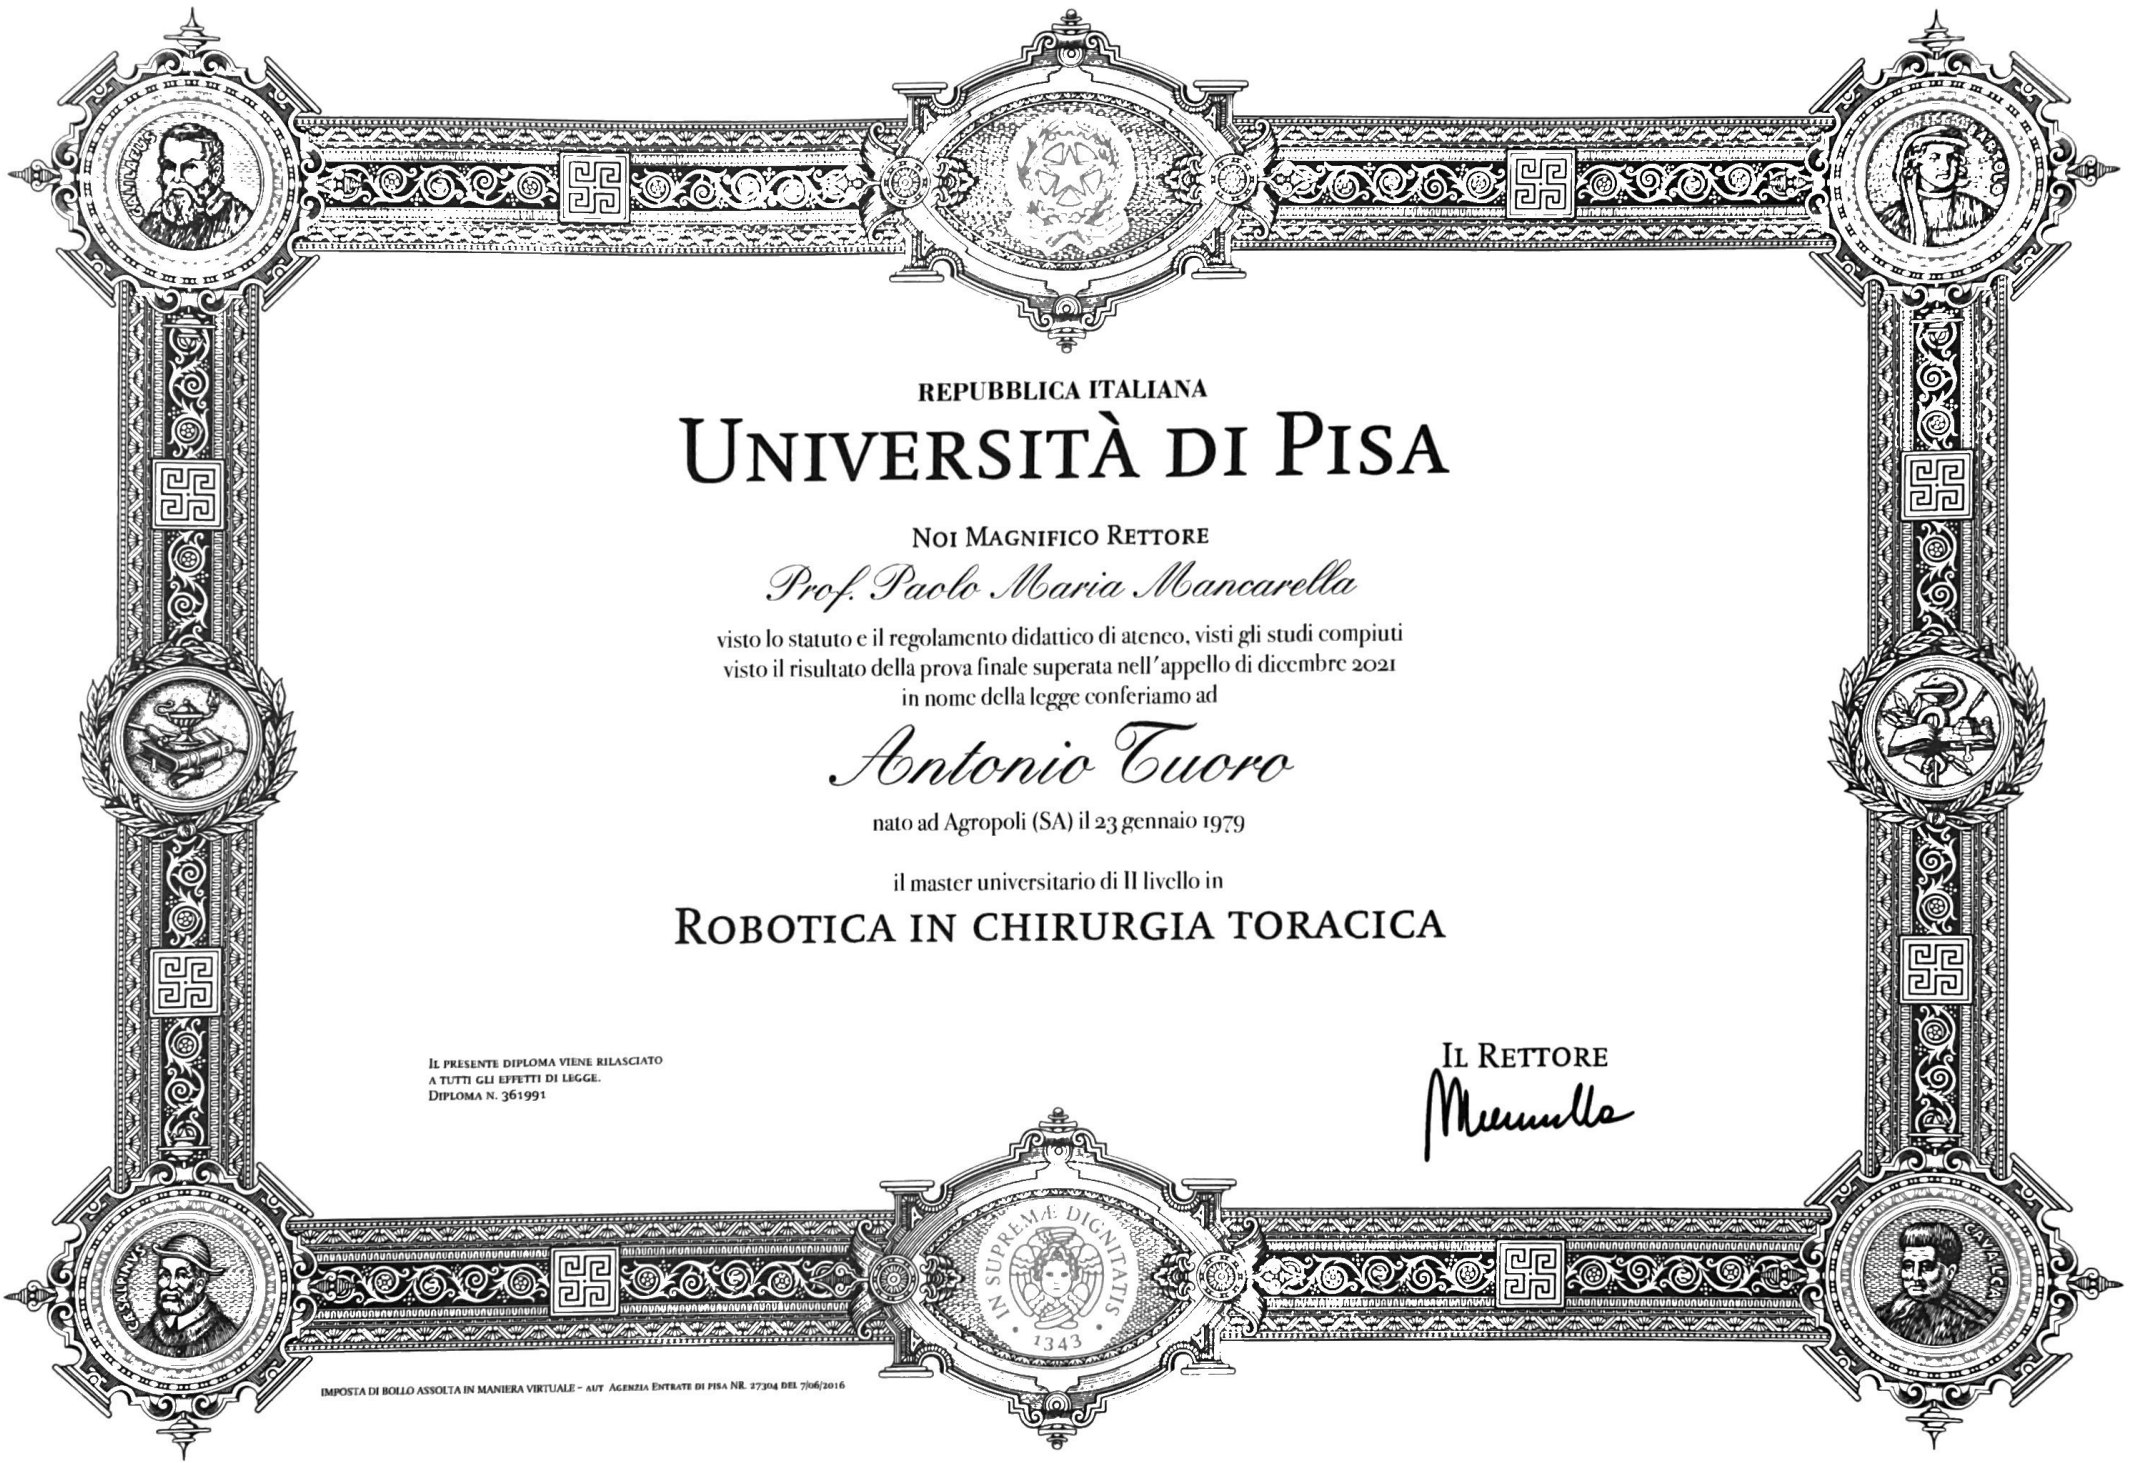 GALILAEUS
BARTOLO
REPUBBLICA ITALIANA
UNIVERSITÀ DI PISA
NOI MAGNIFICO RETTORE
Prof. Paolo Maria Mancarella
visto lo statuto e il regolamento didattico di ateneo, visti gli studi compiuti
visto il risultato della prova finale superata nell'appello di dicembre 2021
in nome della legge conferiamo ad
Antonio Tuoro
nato ad Agropoli (SA) il 23 gennaio 1979
il master universitario di II livello in
ROBOTICA IN CHIRURGIA TORACICA
IL PRESENTE DIPLOMA VIENE RILASCIATO
A TUTTI GLI EFFETTI DI LEGGE.
DIPLOMA N. 361991
IL RETTORE
CAESALPINVS
IN SUPREMÆ DIGNITATIS
1343
CAVALCA
IMPOSTA DI BOLLO ASSOLTA IN MANIERA VIRTUALE – AUT AGENZIA ENTRATE DI PISA NR. 27304 DEL 7/06/2016